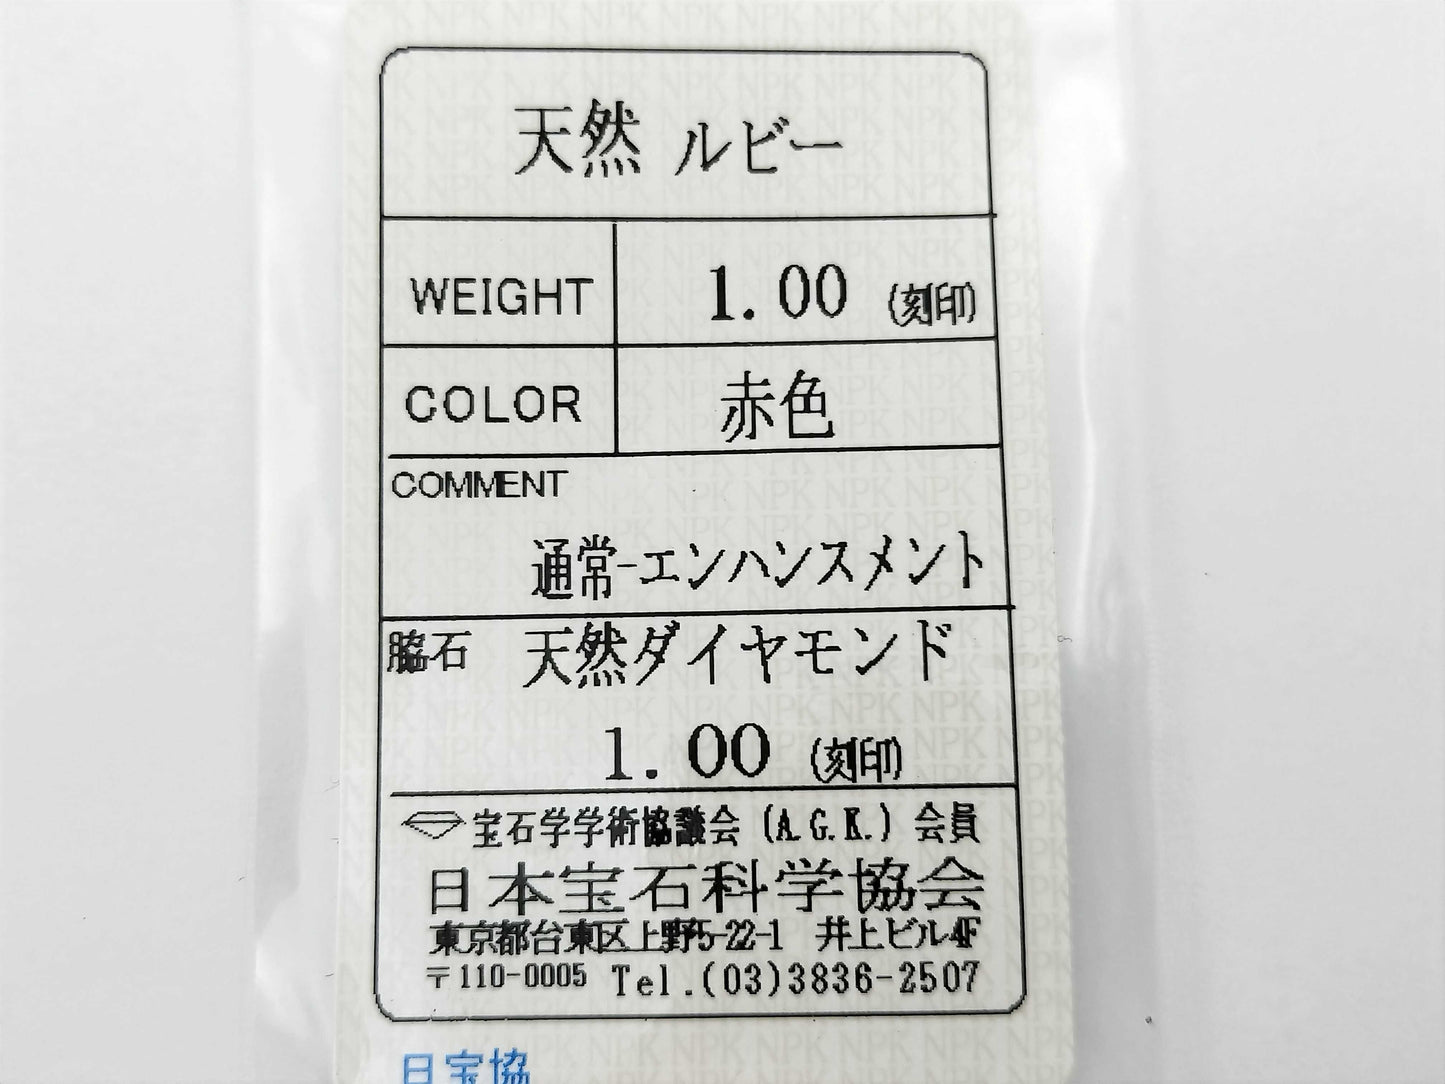 天然 ルビー
WEIGHT 1.00 (刻印)
COLOR 赤色
COMMENT
通常-エンハンスメント
脇石 天然ダイヤモンド
1.00 (刻印)
宝石学学術協議会 (A.G.K.) 会員
日本宝石科学協会
東京都台東区上野5-22-1 井上ビル4F
〒110-0005 Tel.(03)3836-2507
日宝協